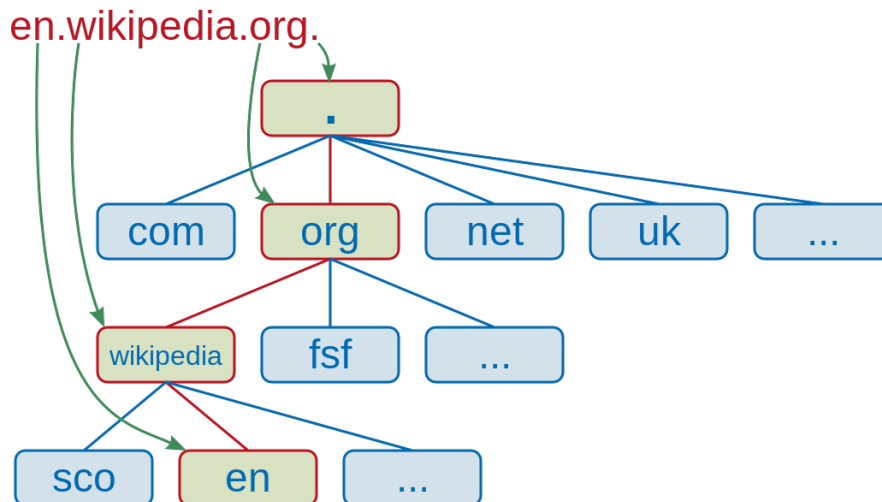 en.wikipedia.org.
.
com org net uk ...
wikipedia fsf ...
sco en ...